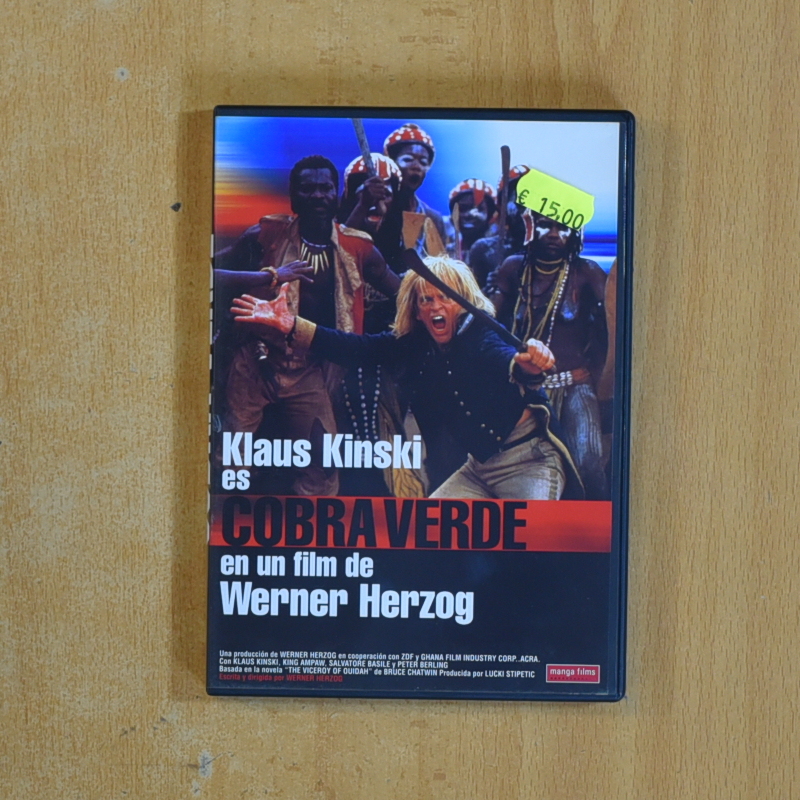 € 15,00
Klaus Kinski
es
COBRA VERDE
en un film de
Werner Herzog
Una producción de WERNER HERZOG en cooperación con ZDF y GHANA FILM INDUSTRY CORP..ACRA.
Con KLAUS KINSKI, KING AMPAW, SALVATORE BASILE y PETER BERLING
Basada en la novela "THE VICEROY OF OUIDAH" de BRUCE CHATWIN Producida por LUCKI STIPETIC
Escrita y dirigida por WERNER HERZOG
manga films